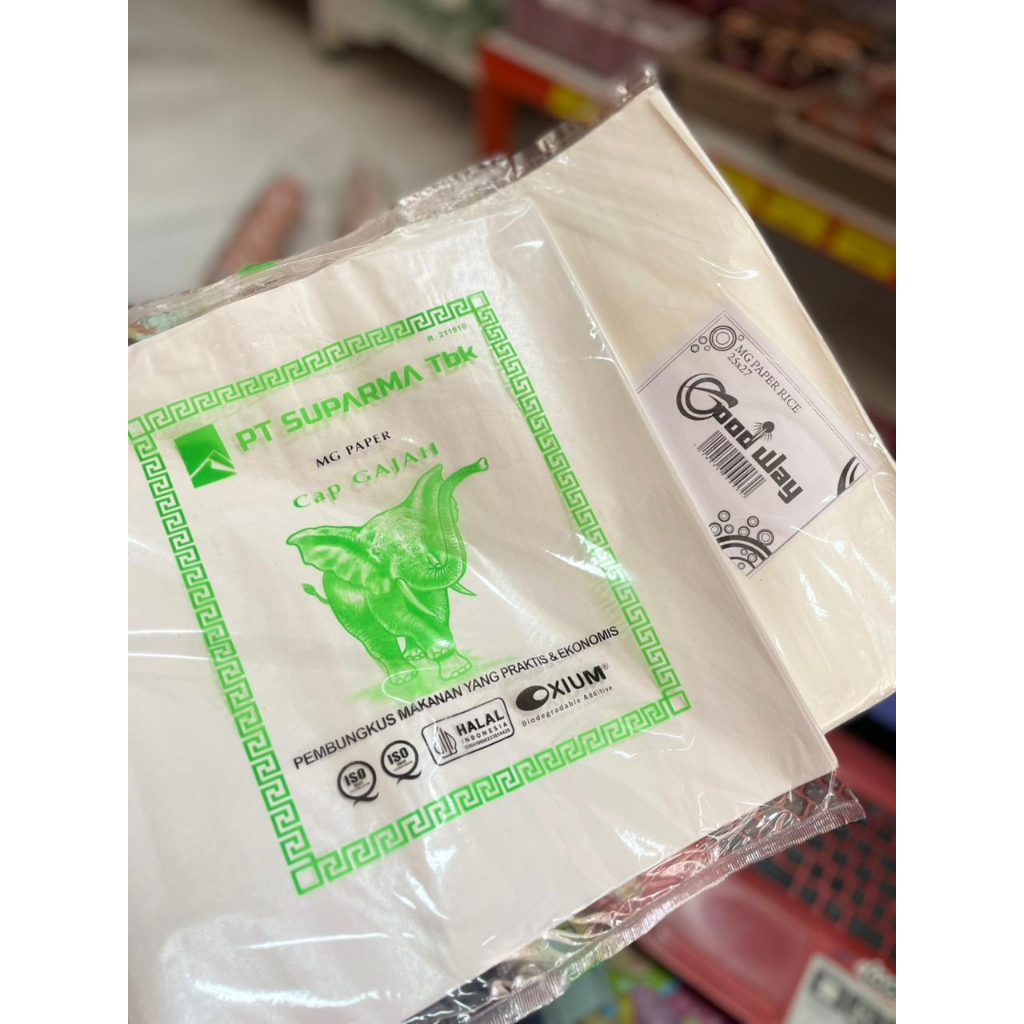 R. 211010
PT SUPARMA Tbk
MG PAPER
Cap GAJAH
PEMBUNGKUS MAKANAN YANG PRAKTIS & EKONOMIS
ISO
ISO
HALAL
INDONESIA
OXIUM®
Biodegradable Additive
MG PAPER RICE
25x27
Good Way